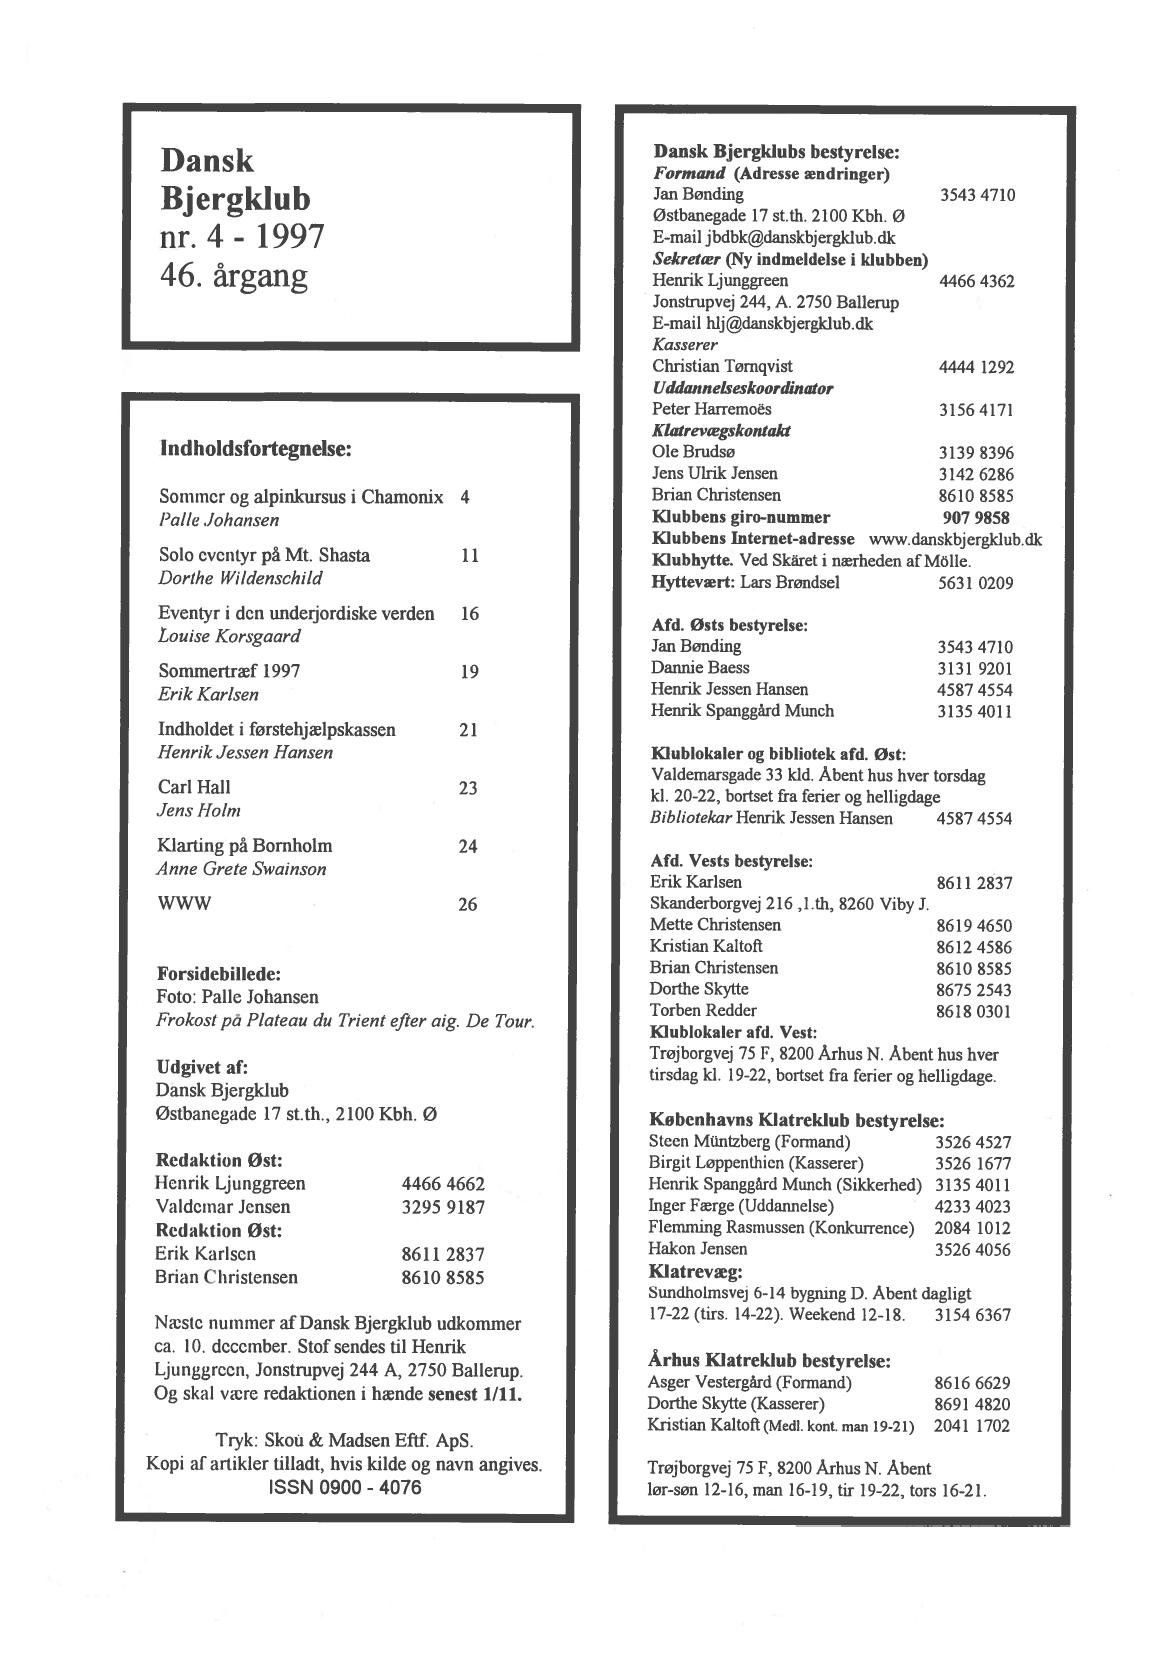 Dansk
Bjergklub
nr. 4 - 1997
46. årgang
Indholdsfortegnelse:
Sommer og alpinkursus i Chamonix 4
Palle Johansen
Solo eventyr på Mt. Shasta 11
Dorthe Wildenschild
Eventyr i den underjordiske verden 16
Louise Korsgaard
Sommertræf 1997 19
Erik Karlsen
Indholdet i førstehjælpskassen 21
Henrik Jessen Hansen
Carl Hall 23
Jens Holm
Klarting på Bornholm 24
Anne Grete Swainson
WWW 26
Forsidebillede:
Foto: Palle Johansen
Frokost på Plateau du Trient efter aig. De Tour.
Udgivet af:
Dansk Bjergklub
Østbanegade 17 st.th., 2100 Kbh. Ø
Redaktion Øst:
Henrik Ljunggreen 4466 4662
Valdemar Jensen 3295 9187
Redaktion Øst:
Erik Karlsen 8611 2837
Brian Christensen 8610 8585
Næste nummer af Dansk Bjergklub udkommer
ca. 10. december. Stof sendes til Henrik
Ljunggreen, Jonstrupvej 244 A, 2750 Ballerup.
Og skal være redaktionen i hænde senest 1/11.
Tryk: Skou & Madsen Eftf. ApS.
Kopi af artikler tilladt, hvis kilde og navn angives.
ISSN 0900 - 4076
Dansk Bjergklubs bestyrelse:
Formand (Adresse ændringer)
Jan Bønding 3543 4710
Østbanegade 17 st.th. 2100 Kbh. Ø
E-mail jbdbk@danskbjergklub.dk
Sekretær (Ny indmeldelse i klubben)
Henrik Ljunggreen 4466 4362
Jonstrupvej 244, A. 2750 Ballerup
E-mail hlj@danskbjergklub.dk
Kasserer
Christian Tørnqvist 4444 1292
Uddannelseskoordinator
Peter Harremoës 3156 4171
Klatrevægskontakt
Ole Brudsø 3139 8396
Jens Ulrik Jensen 3142 6286
Brian Christensen 8610 8585
Klubbens giro-nummer 907 9858
Klubbens Internet-adresse www.danskbjergklub.dk
Klubhytte. Ved Skäret i nærheden af Mölle.
Hyttevært: Lars Brøndsel 5631 0209
Afd. Østs bestyrelse:
Jan Bønding 3543 4710
Dannie Baess 3131 9201
Henrik Jessen Hansen 4587 4554
Henrik Spanggård Munch 3135 4011
Klublokaler og bibliotek afd. Øst:
Valdemarsgade 33 kld. Åbent hus hver torsdag
kl. 20-22, bortset fra ferier og helligdage
Bibliotekar Henrik Jessen Hansen 4587 4554
Afd. Vests bestyrelse:
Erik Karlsen 8611 2837
Skanderborgvej 216 ,1.th, 8260 Viby J.
Mette Christensen 8619 4650
Kristian Kaltoft 8612 4586
Brian Christensen 8610 8585
Dorthe Skytte 8675 2543
Torben Redder 8618 0301
Klublokaler afd. Vest:
Trøjborgvej 75 F, 8200 Århus N. Åbent hus hver
tirsdag kl. 19-22, bortset fra ferier og helligdage.
Københavns Klatreklub bestyrelse:
Steen Müntzberg (Formand) 3526 4527
Birgit Løppenthien (Kasserer) 3526 1677
Henrik Spanggård Munch (Sikkerhed) 3135 4011
Inger Færge (Uddannelse) 4233 4023
Flemming Rasmussen (Konkurrence) 2084 1012
Hakon Jensen 3526 4056
Klatrevæg:
Sundholmsvej 6-14 bygning D. Åbent dagligt
17-22 (tirs. 14-22). Weekend 12-18. 3154 6367
Århus Klatreklub bestyrelse:
Asger Vestergård (Formand) 8616 6629
Dorthe Skytte (Kasserer) 8691 4820
Kristian Kaltoft (Medl. kont. man 19-21) 2041 1702
Trøjborgvej 75 F, 8200 Århus N. Åbent
lør-søn 12-16, man 16-19, tir 19-22, tors 16-21.